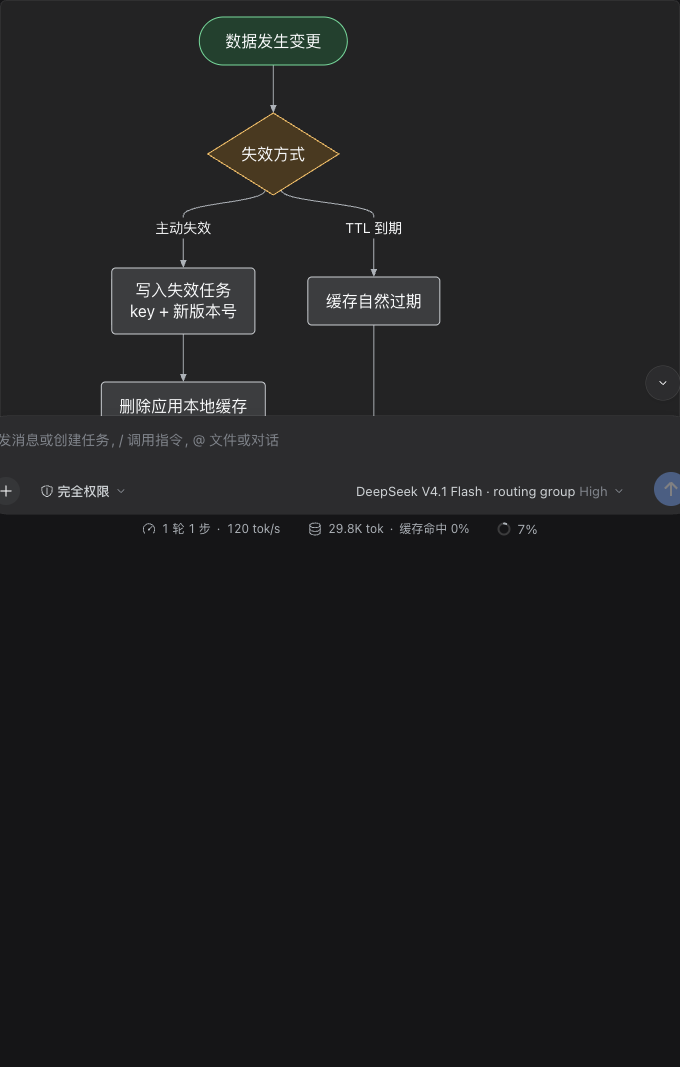 数据发生变更
失效方式
主动失效
TTL 到期
写入失效任务
key + 新版本号
缓存自然过期
删除应用本地缓存
发消息或创建任务, / 调用指令, @ 文件或对话
完全权限
DeepSeek V4.1 Flash · routing group High
1 轮 1 步 · 120 tok/s
29.8K tok · 缓存命中 0%
7%